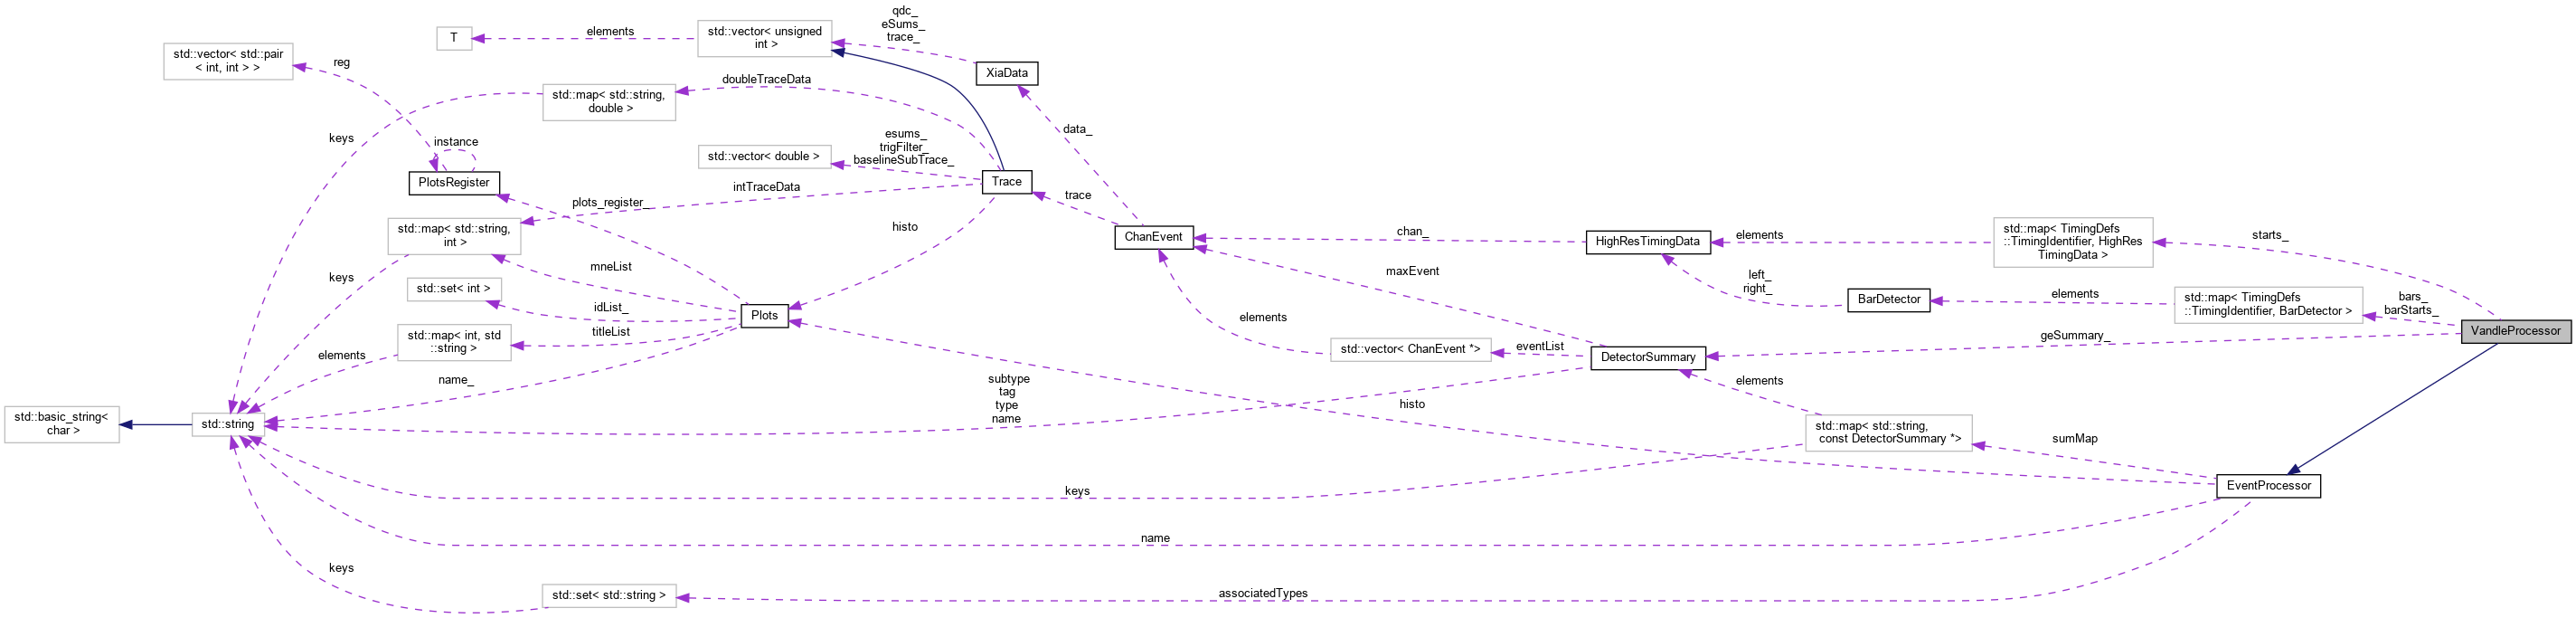 qdc_
eSums_
trace_
elements
T
std::vector< unsigned
int >
std::vector< std::pair
< int, int > >
reg
XiaData
doubleTraceData
std::map< std::string,
double >
keys
data_
instance
esums_
trigFilter_
baselineSubTrace_
std::vector< double >
PlotsRegister
Trace
intTraceData
trace
plots_register_
std::map< std::string,
int >
histo
ChanEvent
chan_
HighResTimingData
elements
std::map< TimingDefs
::TimingIdentifier, HighRes
TimingData >
starts_
keys
mneList
std::set< int >
maxEvent
left_
right_
BarDetector
elements
std::map< TimingDefs
::TimingIdentifier, BarDetector >
bars_
barStarts_
idList_
Plots
elements
VandleProcessor
titleList
std::map< int, std
::string >
elements
geSummary_
std::vector< ChanEvent *>
eventList
DetectorSummary
name_
subtype
tag
type
name
elements
histo
std::basic_string<
char >
std::string
std::map< std::string,
const DetectorSummary *>
sumMap
keys
EventProcessor
name
keys
std::set< std::string >
associatedTypes